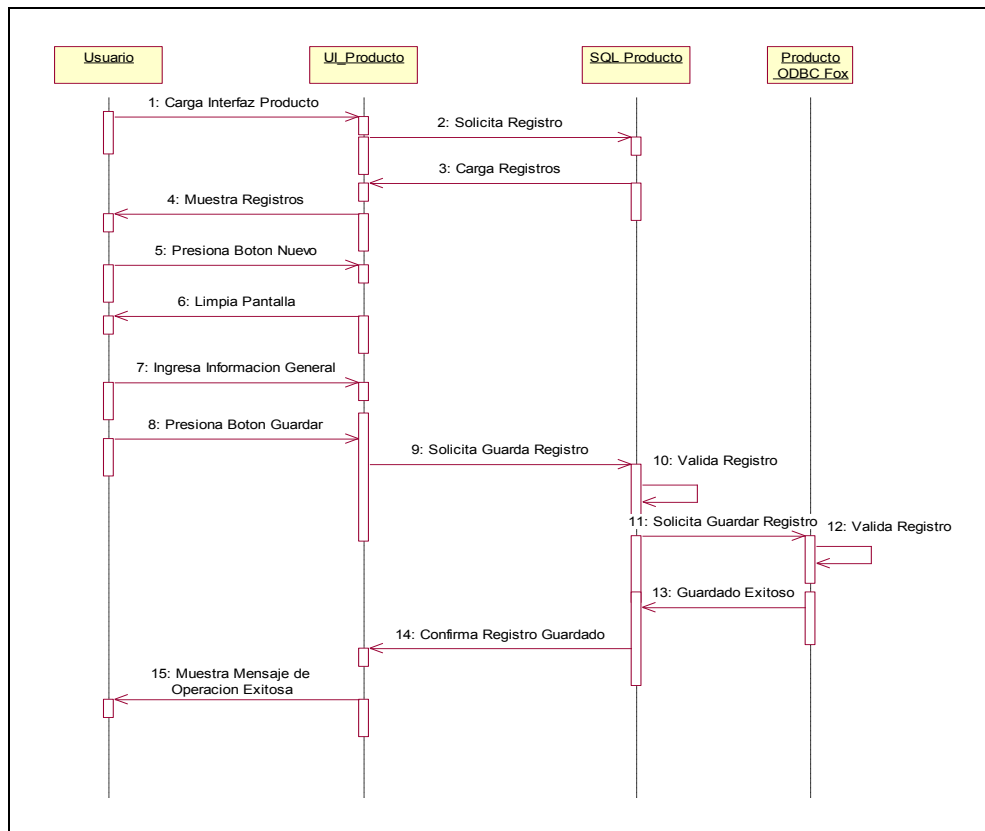 Usuario
UI_Producto
SQL Producto
Producto
ODBC Fox
1: Carga Interfaz Producto
2: Solicita Registro
3: Carga Registros
4: Muestra Registros
5: Presiona Boton Nuevo
6: Limpia Pantalla
7: Ingresa Informacion General
8: Presiona Boton Guardar
9: Solicita Guarda Registro
10: Valida Registro
11: Solicita Guardar Registro
12: Valida Registro
13: Guardado Exitoso
14: Confirma Registro Guardado
15: Muestra Mensaje de
Operacion Exitosa